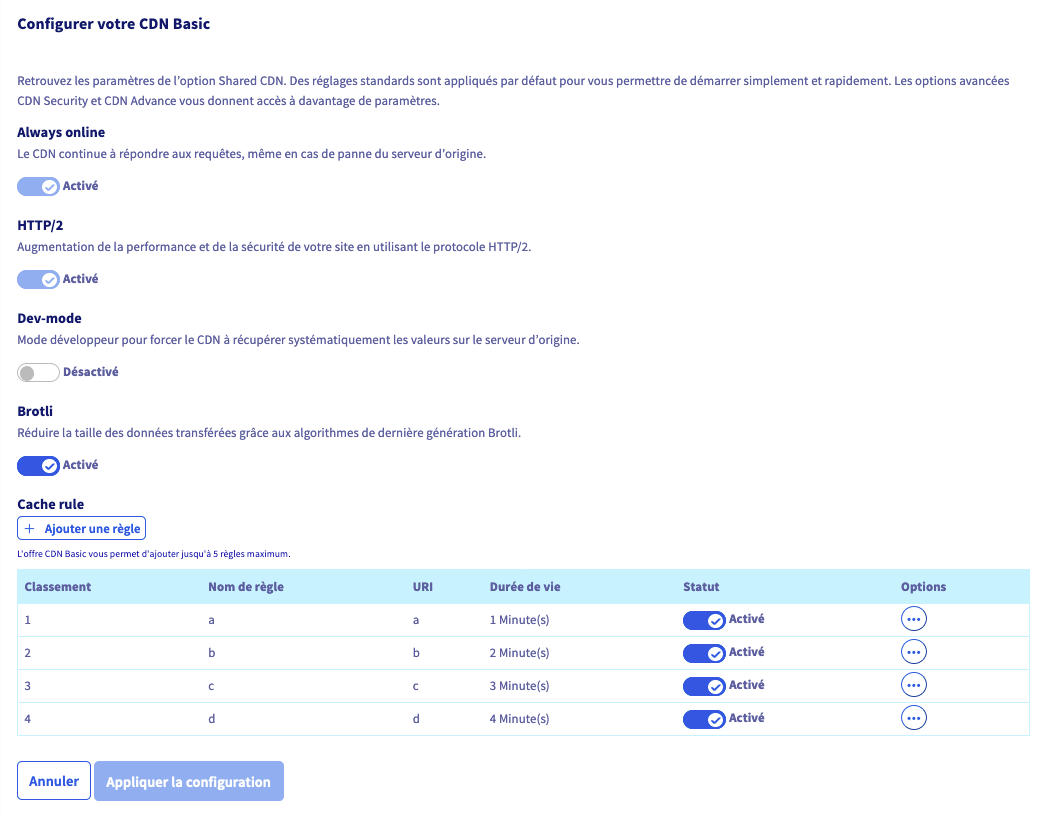 Configurer votre CDN Basic
Retrouvez les paramètres de l'option Shared CDN. Des réglages standards sont appliqués par défaut pour vous permettre de démarrer simplement et rapidement. Les options avancées
CDN Security et CDN Advance vous donnent accès à davantage de paramètres.
Always online
Le CDN continue à répondre aux requêtes, même en cas de panne du serveur d'origine.
Activé
HTTP/2
Augmentation de la performance et de la sécurité de votre site en utilisant le protocole HTTP/2.
Activé
Dev-mode
Mode développeur pour forcer le CDN à récupérer systématiquement les valeurs sur le serveur d'origine.
Désactivé
Brotli
Réduire la taille des données transférées grâce aux algorithmes de dernière génération Brotli.
Activé
Cache rule
+ Ajouter une règle
L'offre CDN Basic vous permet d'ajouter jusqu'à 5 règles maximum.
Classement Nom de règle URI Durée de vie Statut Options
1 a a 1 Minute(s) Activé
2 b b 2 Minute(s) Activé
3 c c 3 Minute(s) Activé
4 d d 4 Minute(s) Activé
Annuler Appliquer la configuration